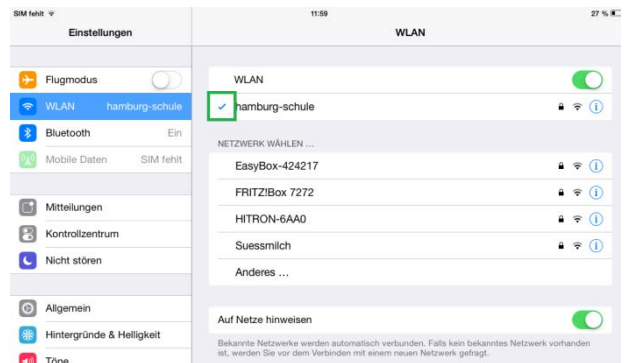 SIM fehlt 11:59 27 %
Einstellungen
WLAN
Flugmodus
WLAN hamburg-schule
Bluetooth Ein
Mobile Daten SIM fehlt
Mitteilungen
Kontrollzentrum
Nicht stören
Allgemein
Hintergründe & Helligkeit
Töne
WLAN
hamburg-schule
NETZWERK WÄHLEN ...
EasyBox-424217
FRITZ!Box 7272
HITRON-6AA0
Suessmilch
Anderes ...
Auf Netze hinweisen
Bekannte Netzwerke werden automatisch verbunden. Falls kein bekanntes Netzwerk vorhanden
ist, werden Sie vor dem Verbinden mit einem neuen Netzwerk gefragt.